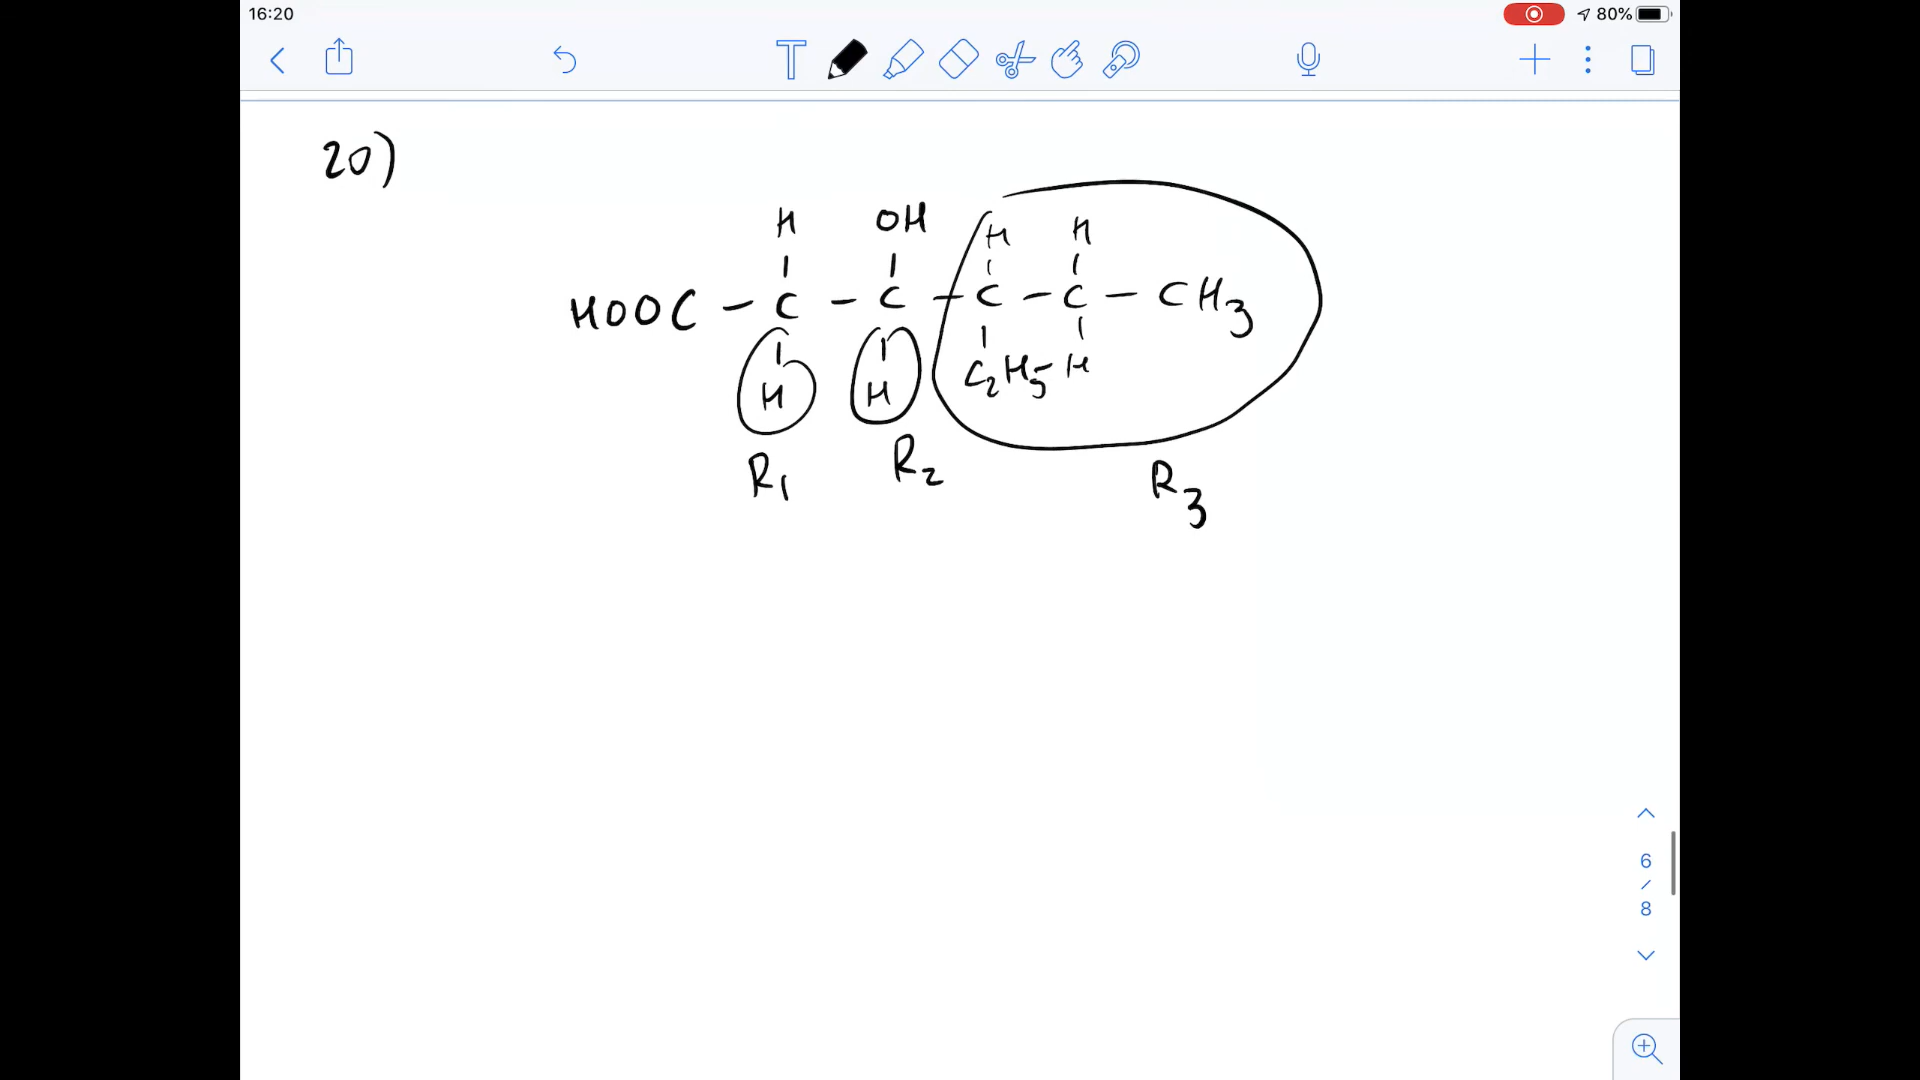 16:20
80%
T
20)
H OH H H
HOOC - C - C - C - C - CH3
H H C2H5 H
R1 R2 R3
6
/
8